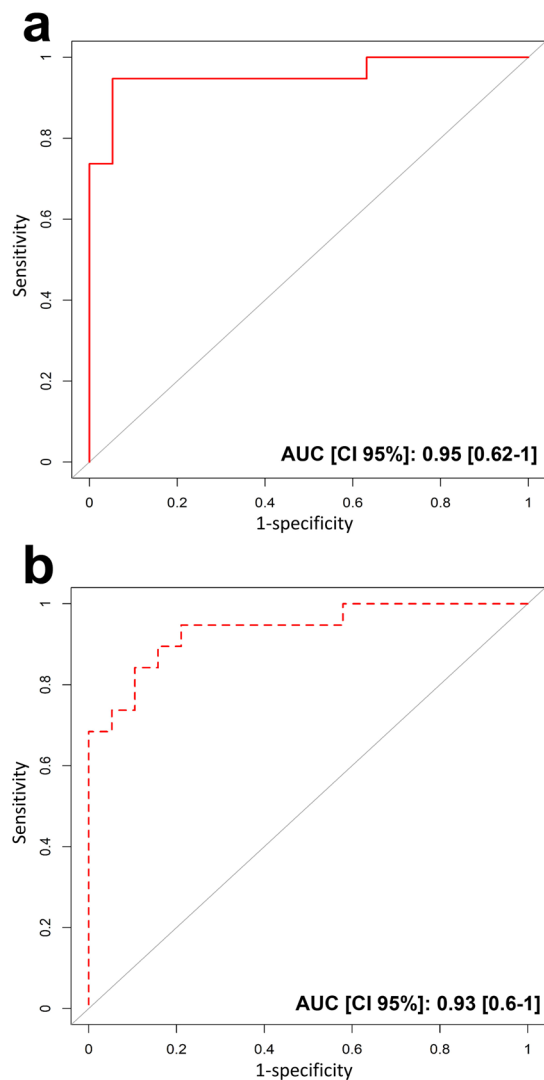 a
1
0.8
0.6
0.4
0.2
0
Sensitivity
AUC [CI 95%]: 0.95 [0.62-1]
0 0.2 0.4 0.6 0.8 1
1-specificity
b
1
0.8
0.6
0.4
0.2
0
Sensitivity
AUC [CI 95%]: 0.93 [0.6-1]
0 0.2 0.4 0.6 0.8 1
1-specificity